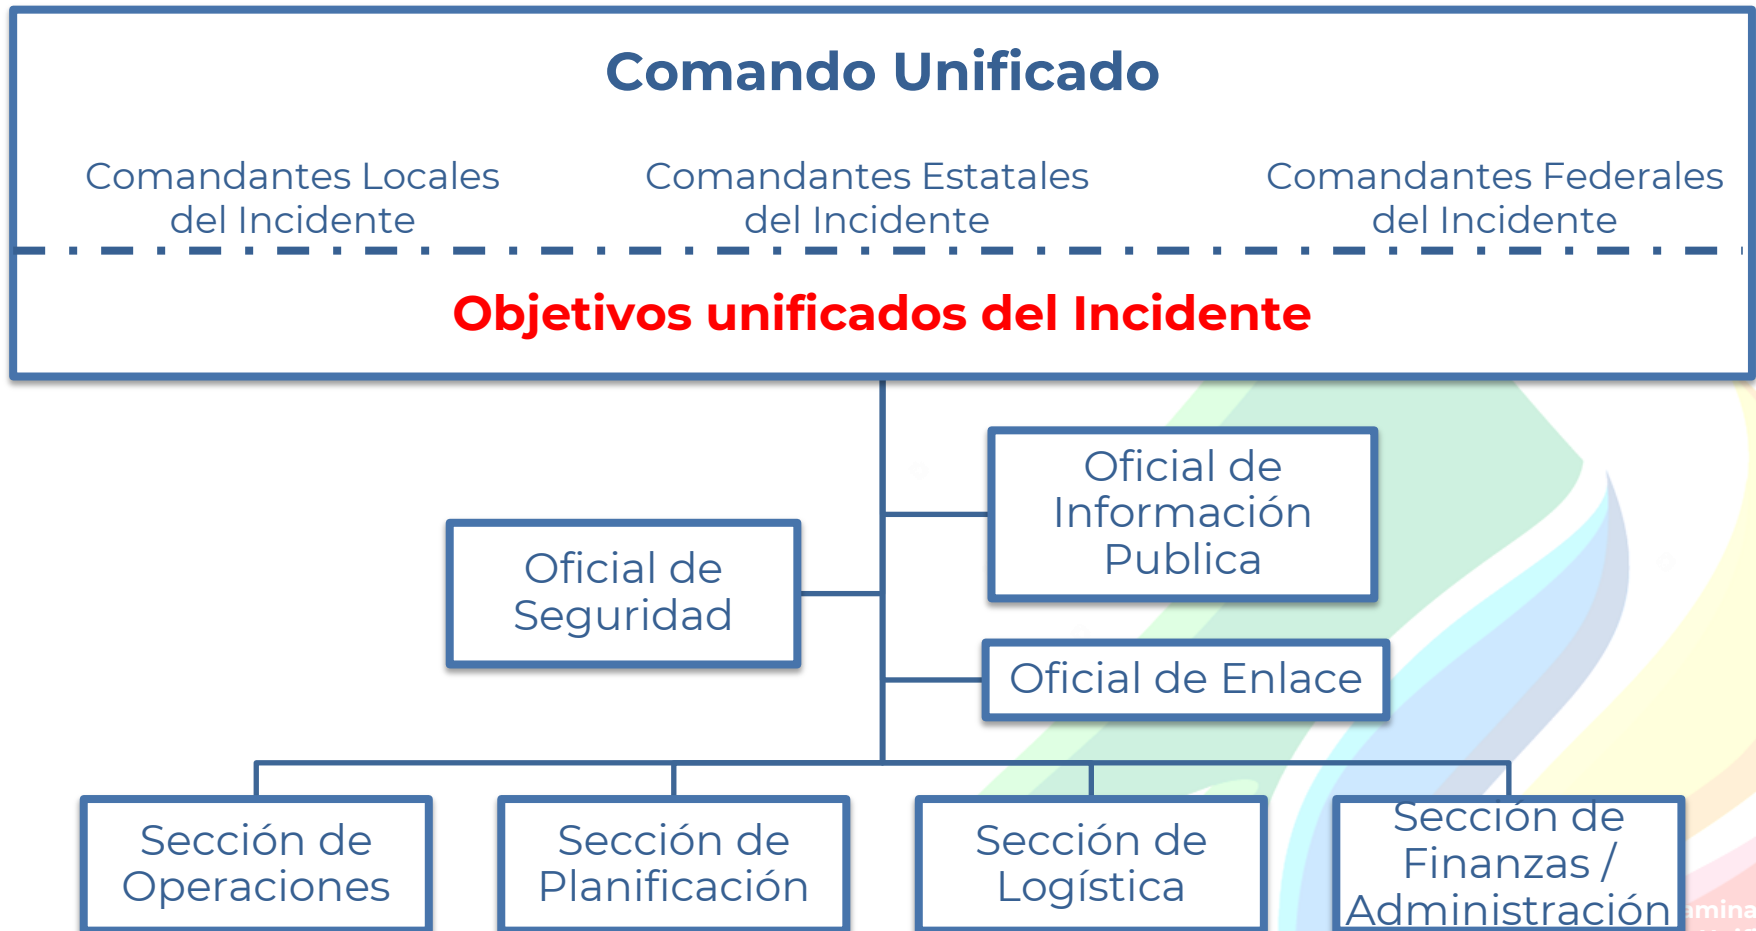 Comando Unificado
Comandantes Locales
del Incidente
Comandantes Estatales
del Incidente
Comandantes Federales
del Incidente
Objetivos unificados del Incidente
Oficial de
Información
Publica
Oficial de
Seguridad
Oficial de Enlace
Sección de
Operaciones
Sección de
Planificación
Sección de
Logística
Sección de
Finanzas /
Administración